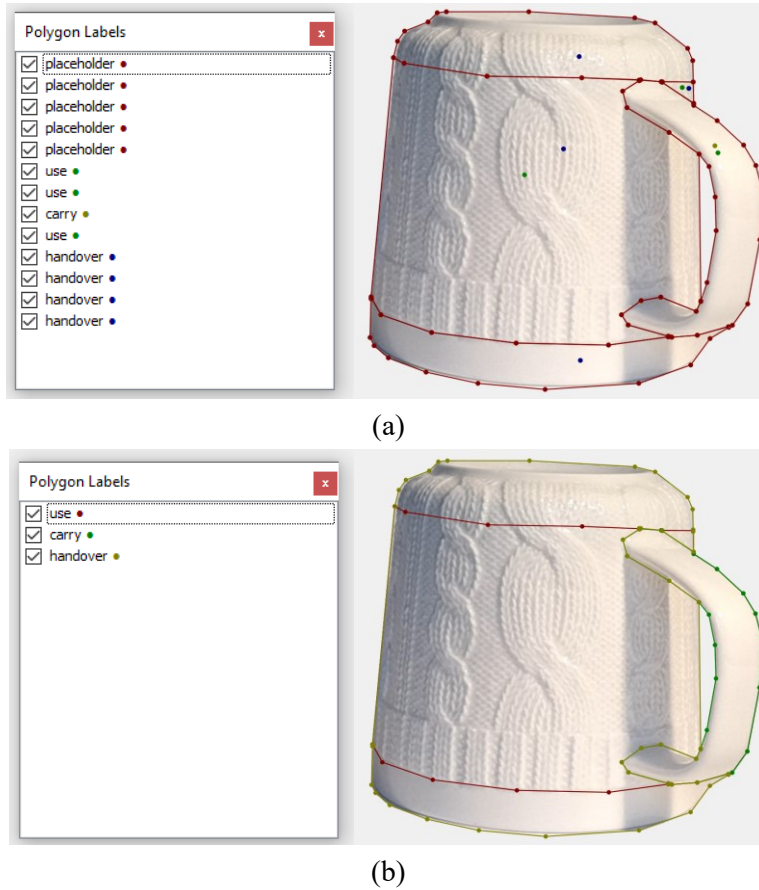 Polygon Labels
x
placeholder
placeholder
placeholder
placeholder
placeholder
use
use
carry
use
handover
handover
handover
handover
(a)
Polygon Labels
x
use
carry
handover
(b)